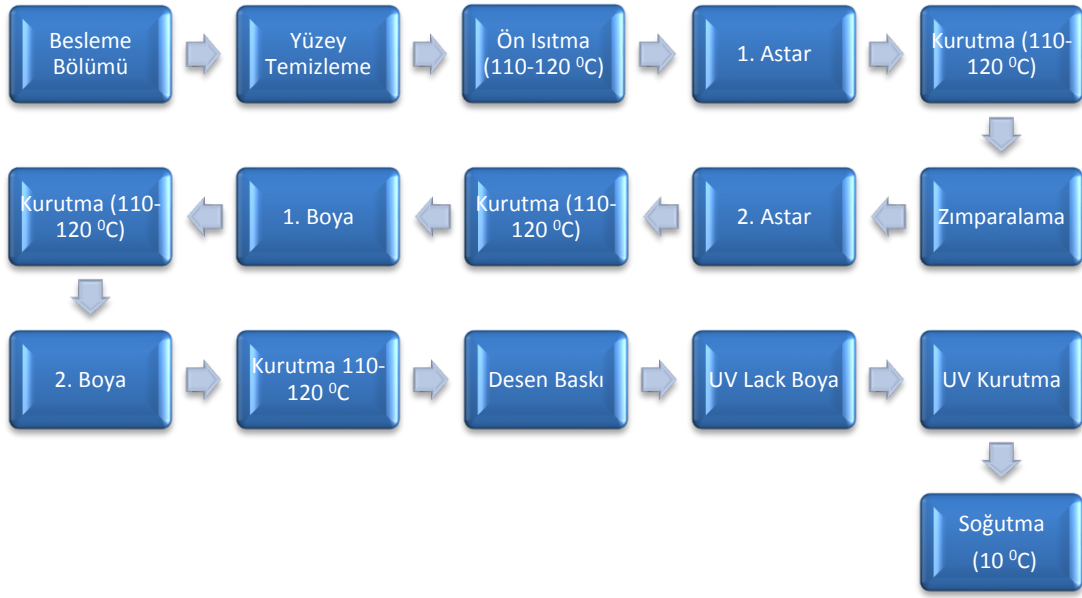 Besleme
Bölümü
Yüzey
Temizleme
Ön Isıtma
(110-120 ⁰C)
1. Astar
Kurutma (110-
120 ⁰C)
Zımparalama
2. Astar
Kurutma (110-
120 ⁰C)
1. Boya
Kurutma (110-
120 ⁰C)
2. Boya
Kurutma 110-
120 ⁰C
Desen Baskı
UV Lack Boya
UV Kurutma
Soğutma
(10 ⁰C)